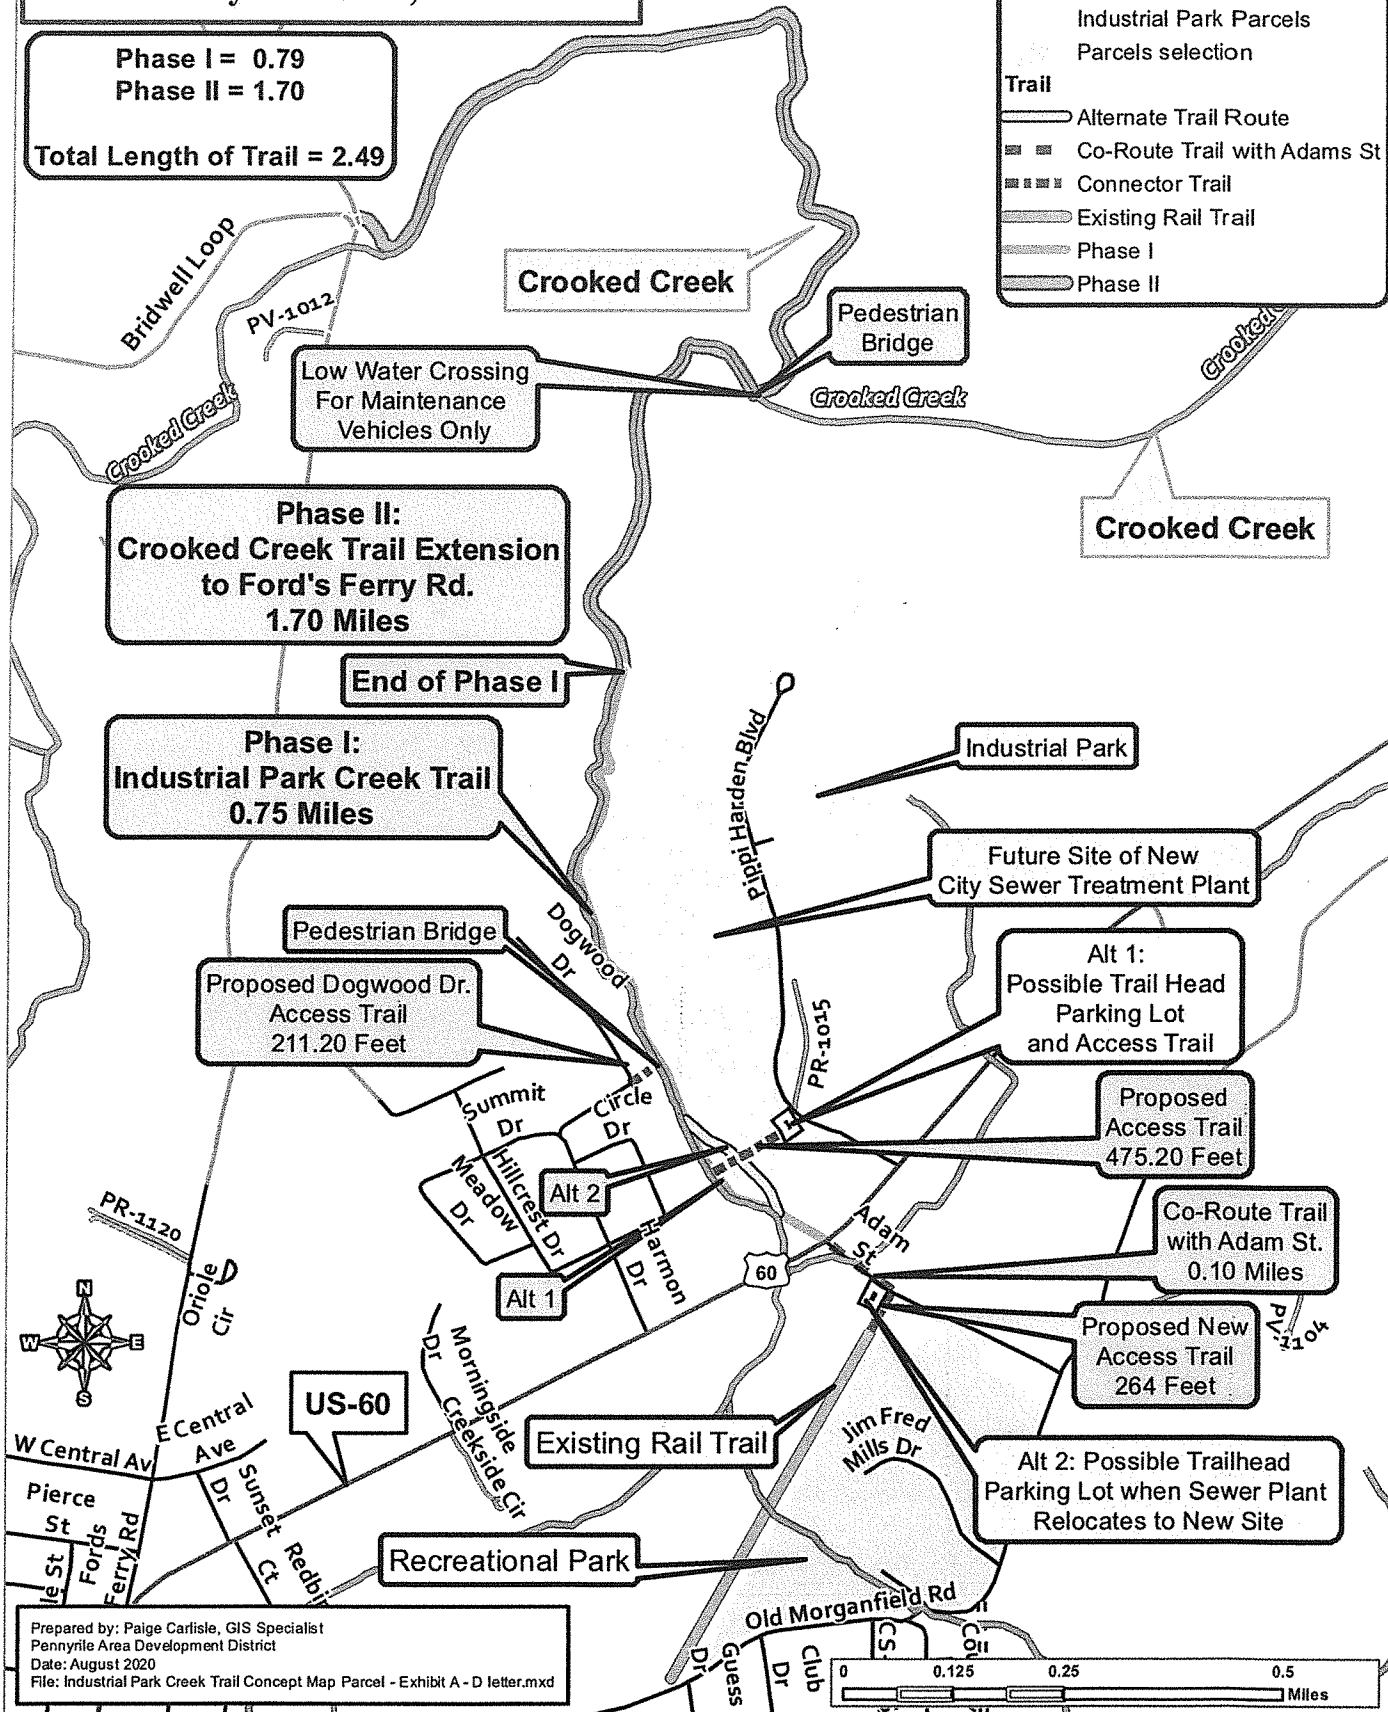 Phase I = 0.79
Phase II = 1.70
Total Length of Trail = 2.49
Industrial Park Parcels
Parcels selection
Trail
Alternate Trail Route
Co-Route Trail with Adams St
Connector Trail
Existing Rail Trail
Phase I
Phase II
Bridwell Loop
PV-1012
Crooked Creek
Pedestrian
Bridge
Low Water Crossing
For Maintenance
Vehicles Only
Crooked Creek
Crooked
Crooked Creek
Crooked Creek
Phase II:
Crooked Creek Trail Extension
to Ford's Ferry Rd.
1.70 Miles
End of Phase I
Phase I:
Industrial Park Creek Trail
0.75 Miles
Pippi Harden Blvd
Industrial Park
Future Site of New
City Sewer Treatment Plant
Pedestrian Bridge
Dogwood
Dr
Proposed Dogwood Dr.
Access Trail
211.20 Feet
Alt 1:
Possible Trail Head
Parking Lot
and Access Trail
PR-1015
Summit
Dr
Circle
Dr
Proposed
Access Trail
475.20 Feet
Alt 2
Meadow
Dr
Hillcrest Dr
Harmon
Dr
Alt 1
PR-1120
Oriole
Cir
Adam
St
60
Co-Route Trail
with Adam St.
0.10 Miles
Proposed New
Access Trail
264 Feet
PV-1104
N
W
E
S
US-60
Morningside
Dr
Creekside Cir
Existing Rail Trail
Jim Fred
Mills Dr
Alt 2: Possible Trailhead
Parking Lot when Sewer Plant
Relocates to New Site
E Central
Ave
W Central Av
Pierce
St
Fords
Ferry Rd
le St
Sunset
Dr
Ct
Redbi
Recreational Park
Old Morganfield Rd
Guess
Dr
Club
Dr
CS-
Prepared by: Paige Carlisle, GIS Specialist
Pennyrile Area Development District
Date: August 2020
File: Industrial Park Creek Trail Concept Map Parcel - Exhibit A - D letter.mxd
0 0.125 0.25 0.5
Miles